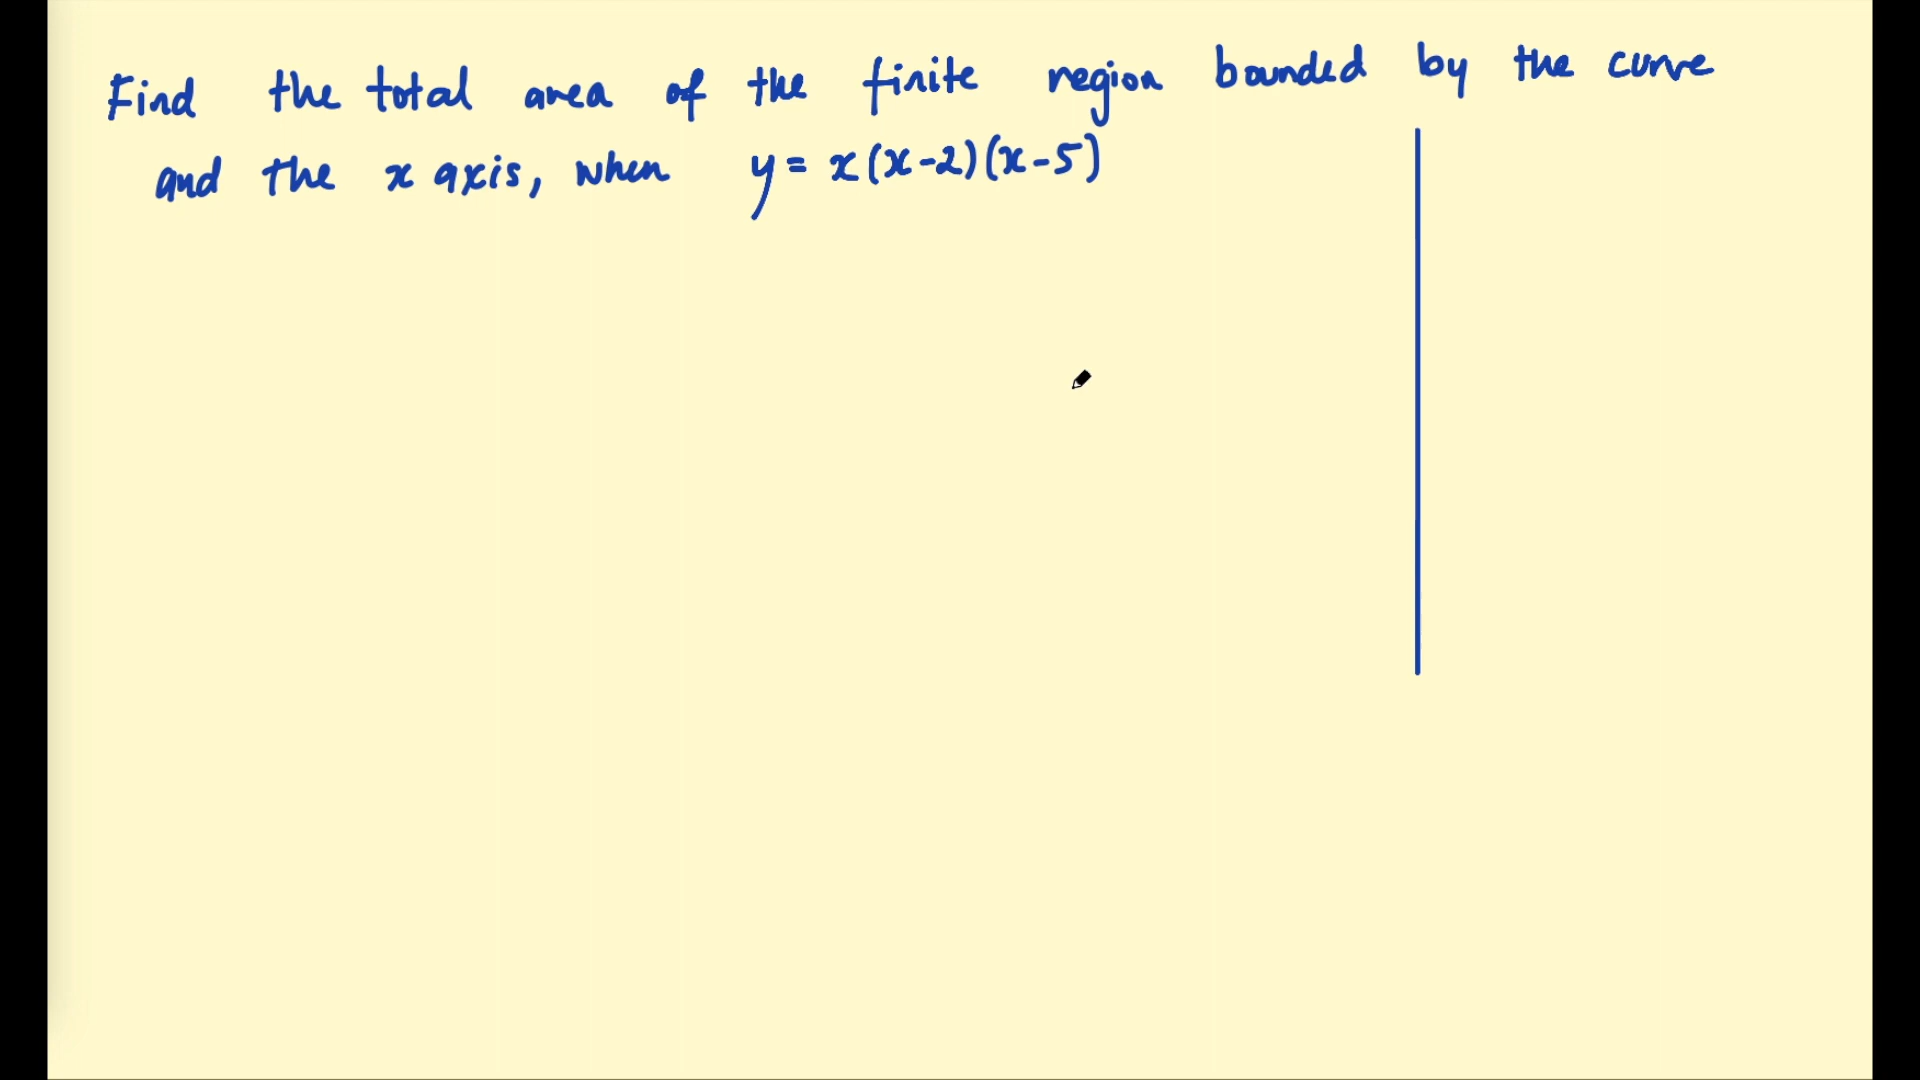 Find the total area of the finite region bounded by the curve
and the x axis, when y = x(x-2)(x-5)